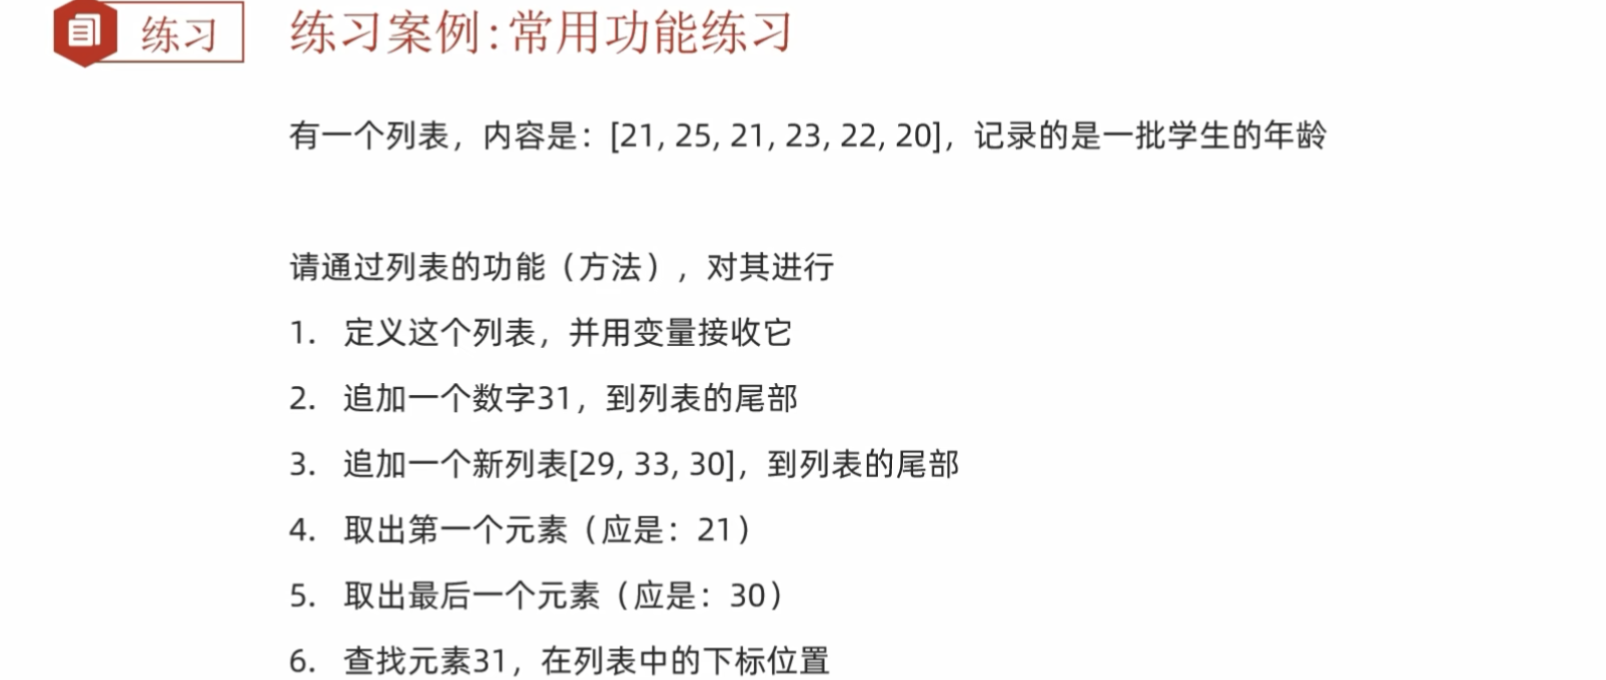 练习
练习案例:常用功能练习
有一个列表，内容是：[21, 25, 21, 23, 22, 20]，记录的是一批学生的年龄
请通过列表的功能（方法），对其进行
1. 定义这个列表，并用变量接收它
2. 追加一个数字31，到列表的尾部
3. 追加一个新列表[29, 33, 30]，到列表的尾部
4. 取出第一个元素（应是：21）
5. 取出最后一个元素（应是：30）
6. 查找元素31，在列表中的下标位置